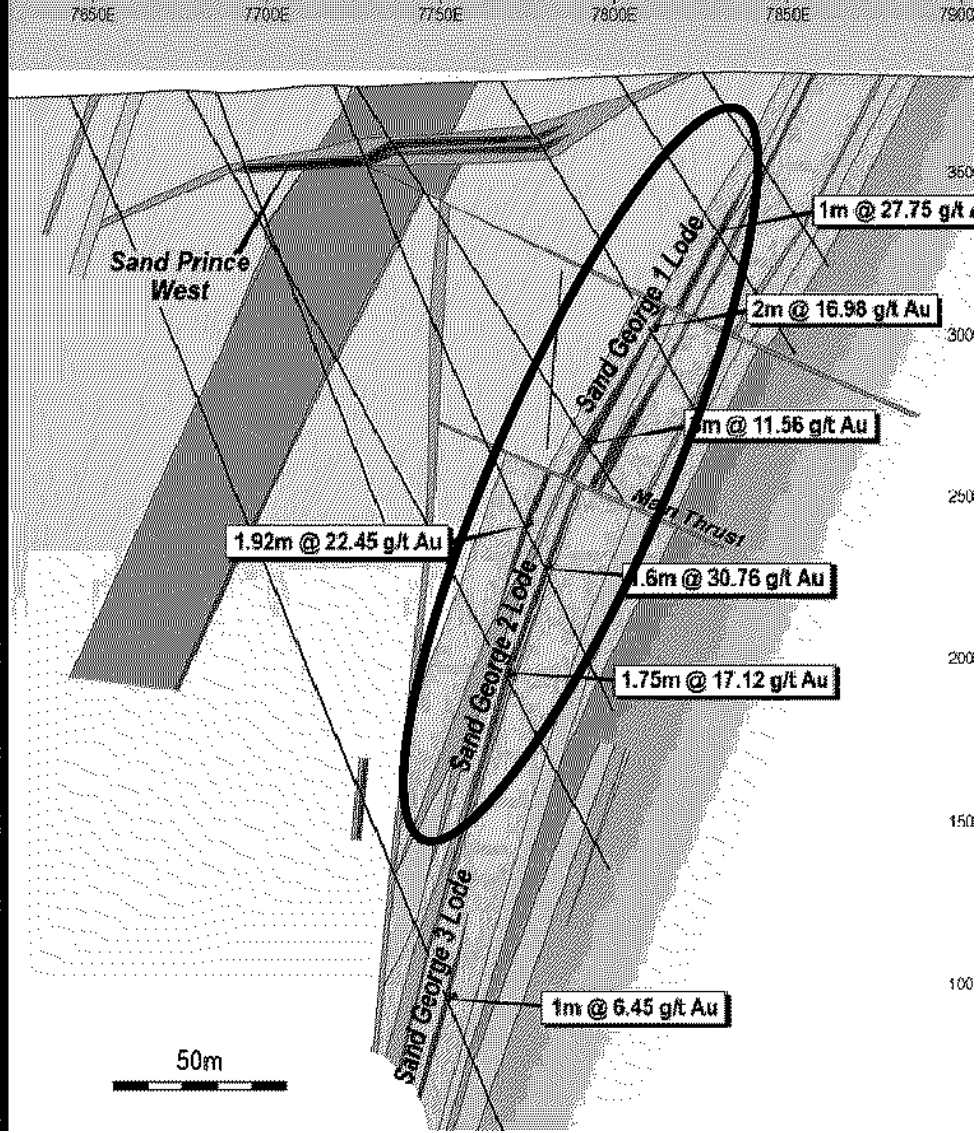 7650E 7700E 7750E 7800E 7850E 7900
350
1m @ 27.75 g/t
Sand Prince
West
Sand George 1 Lode
2m @ 16.98 g/t Au
300
m @ 11.56 g/t Au
250
Main Thrust
1.92m @ 22.45 g/t Au
.6m @ 30.76 g/t Au
Sand George 2 Lode
200
1.75m @ 17.12 g/t Au
150
Sand George 3 Lode
100
1m @ 6.45 g/t Au
50m